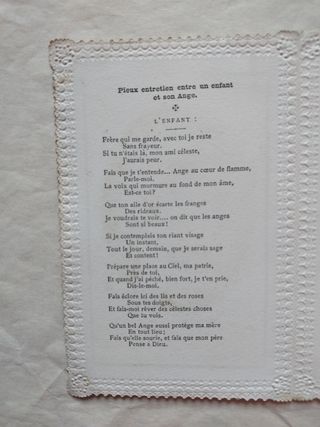 Pieux entretien entre un enfant
et son Ange.
L'ENFANT :
Frère qui me garde, avec toi je reste
Sans frayeur.
Si tu n'étais là, mon ami céleste,
J'aurais peur.
Fais que je t'entende... Ange au cœur de flamme,
Parle-moi.
La voix qui murmure au fond de mon âme,
Est-ce toi?
Que ton aile d'or écarte les franges
Des rideaux.
Je voudrais te voir.... on dit que les anges
Sont si beaux!
Si je contemplais ton riant visage
Un instant,
Tout le jour, demain, que je serais sage
Et content!
Prépare une place au Ciel, ma patrie,
Près de toi,
Et quand j'ai péché, bien fort, je t'en prie,
Dis-le-moi.
Fais éclore ici des lis et des roses
Sous tes doigts,
Et fais-moi rêver des célestes choses
Que tu vois.
Qu'un bel Ange aussi protège ma mère
En tout lieu;
Fais qu'elle sourie, et fais que mon père
Pense à Dieu.